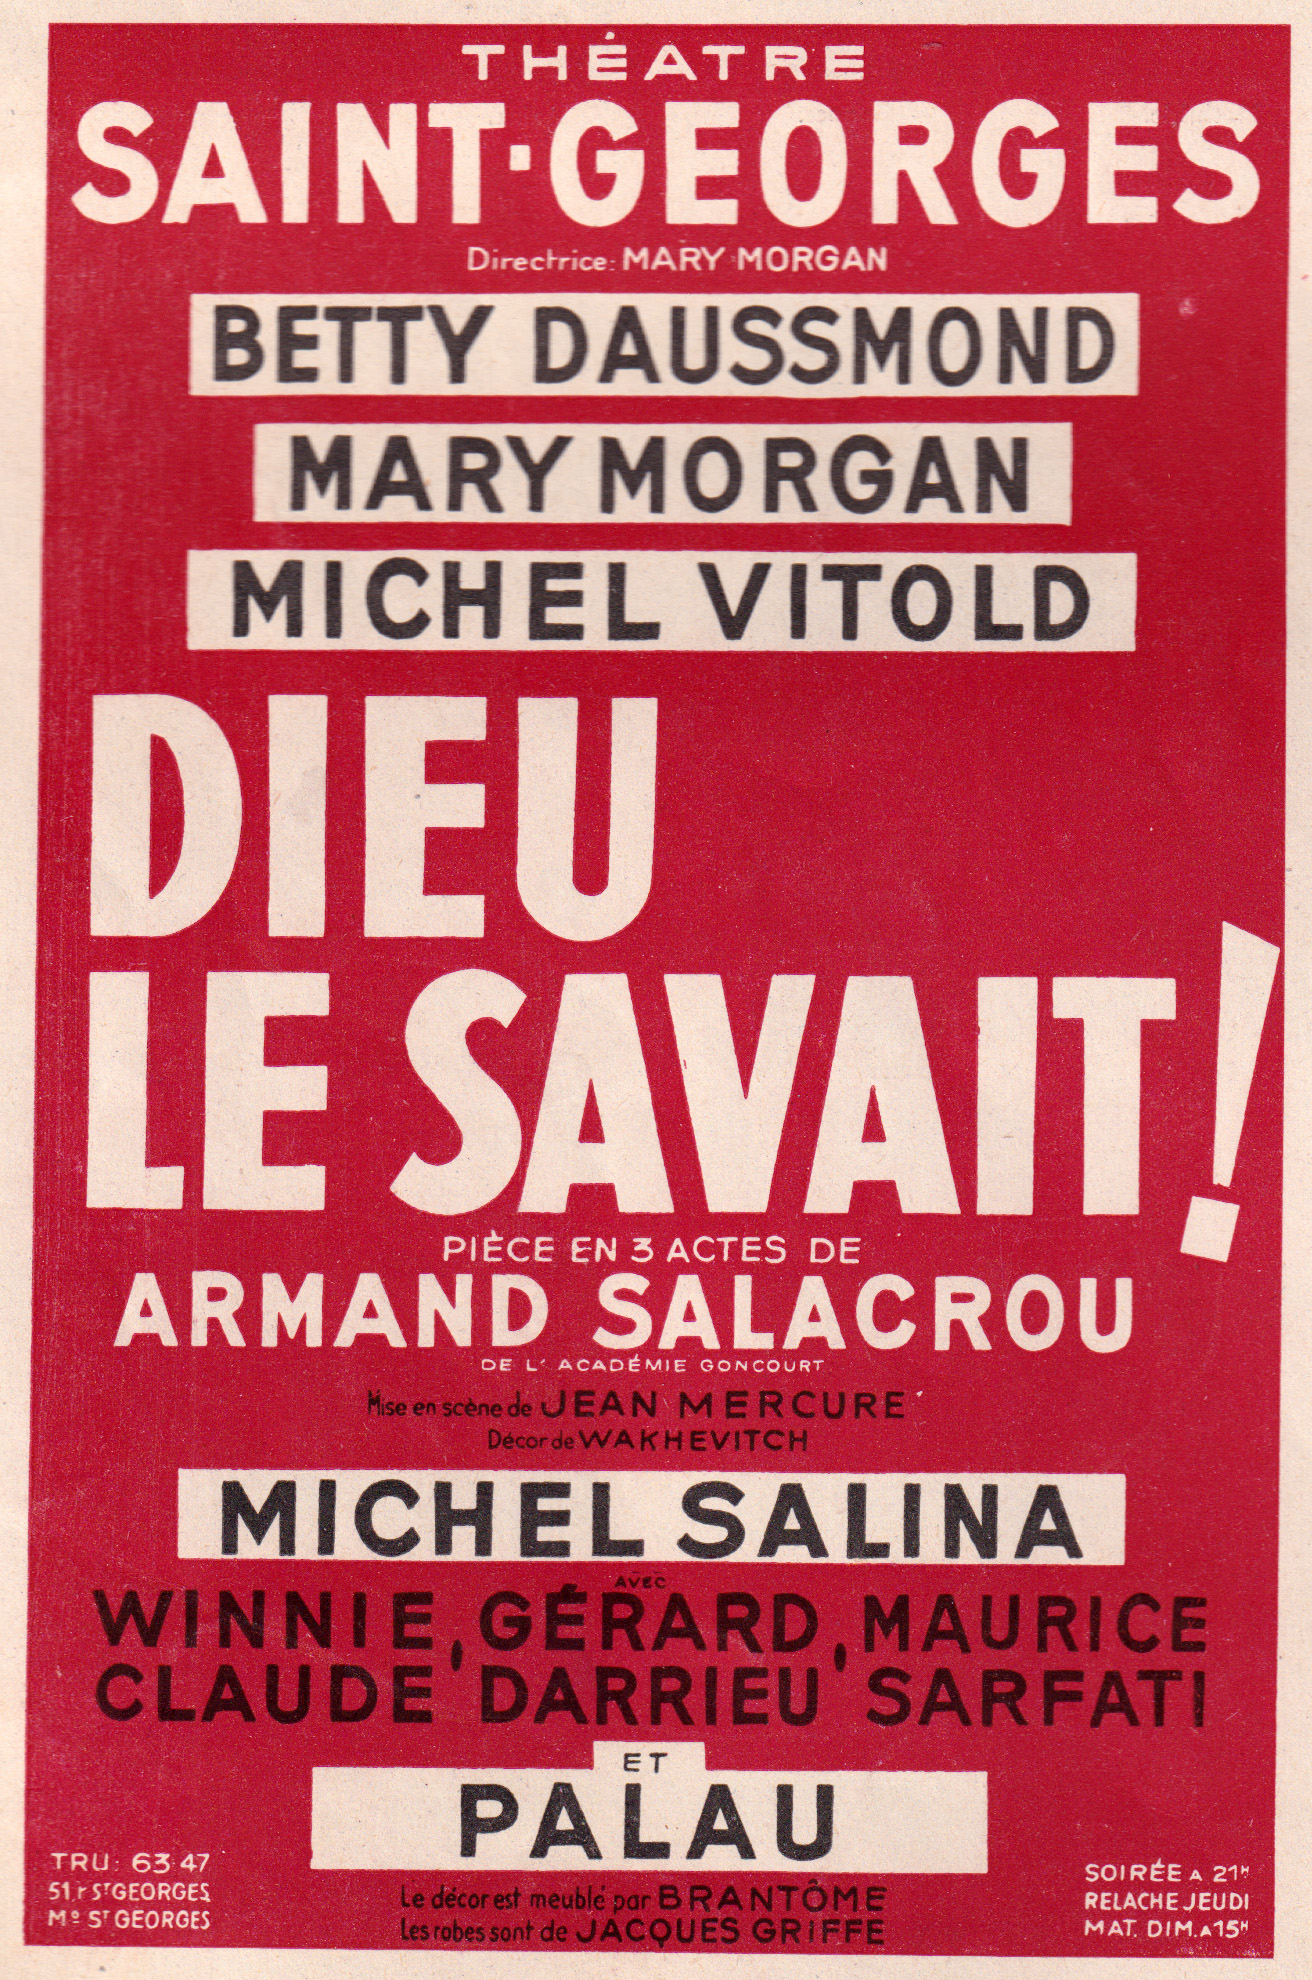 THÉATRE
SAINT-GEORGES
Directrice: MARY MORGAN
BETTY DAUSSMOND
MARY MORGAN
MICHEL VITOLD
DIEU
LE SAVAIT!
PIÈCE EN 3 ACTES DE
ARMAND SALACROU
DE L'ACADÉMIE GONCOURT
Mise en scène de JEAN MERCURE
Décor de WAKHEVITCH
MICHEL SALINA
AVEC
WINNIE, GÉRARD, MAURICE
CLAUDE' DARRIEU' SARFATI
ET
PALAU
TRU: 63-47
51, r ST GEORGES
Mº ST GEORGES
Le décor est meublé par BRANTÔME
Les robes sont de JACQUES GRIFFE
SOIRÉE A 21H
RELACHE JEUDI
MAT. DIM. A 15H